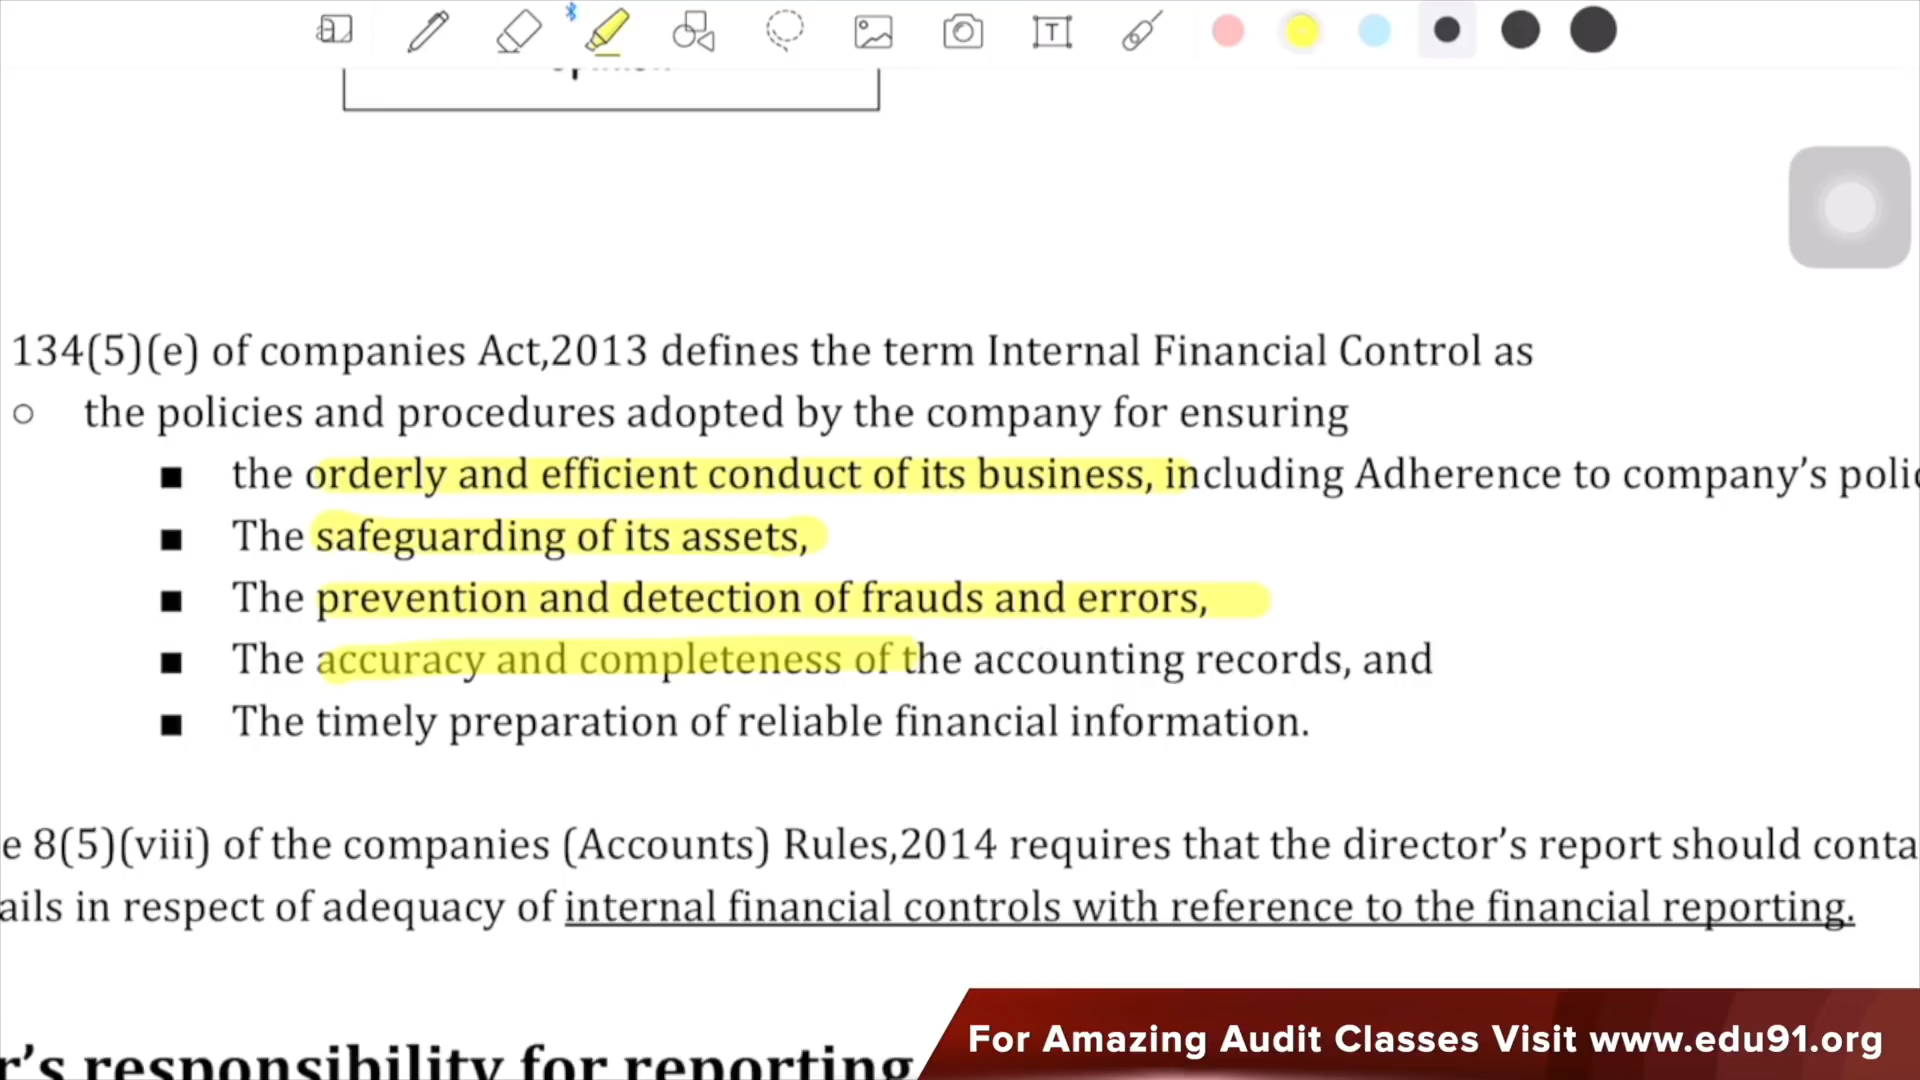 134(5)(e) of companies Act,2013 defines the term Internal Financial Control as
○ the policies and procedures adopted by the company for ensuring
■ the orderly and efficient conduct of its business, including Adherence to company’s polic
■ The safeguarding of its assets,
■ The prevention and detection of frauds and errors,
■ The accuracy and completeness of the accounting records, and
■ The timely preparation of reliable financial information.
e 8(5)(viii) of the companies (Accounts) Rules,2014 requires that the director’s report should conta
ails in respect of adequacy of internal financial controls with reference to the financial reporting.
r’s responsibility for reporting
For Amazing Audit Classes Visit www.edu91.org